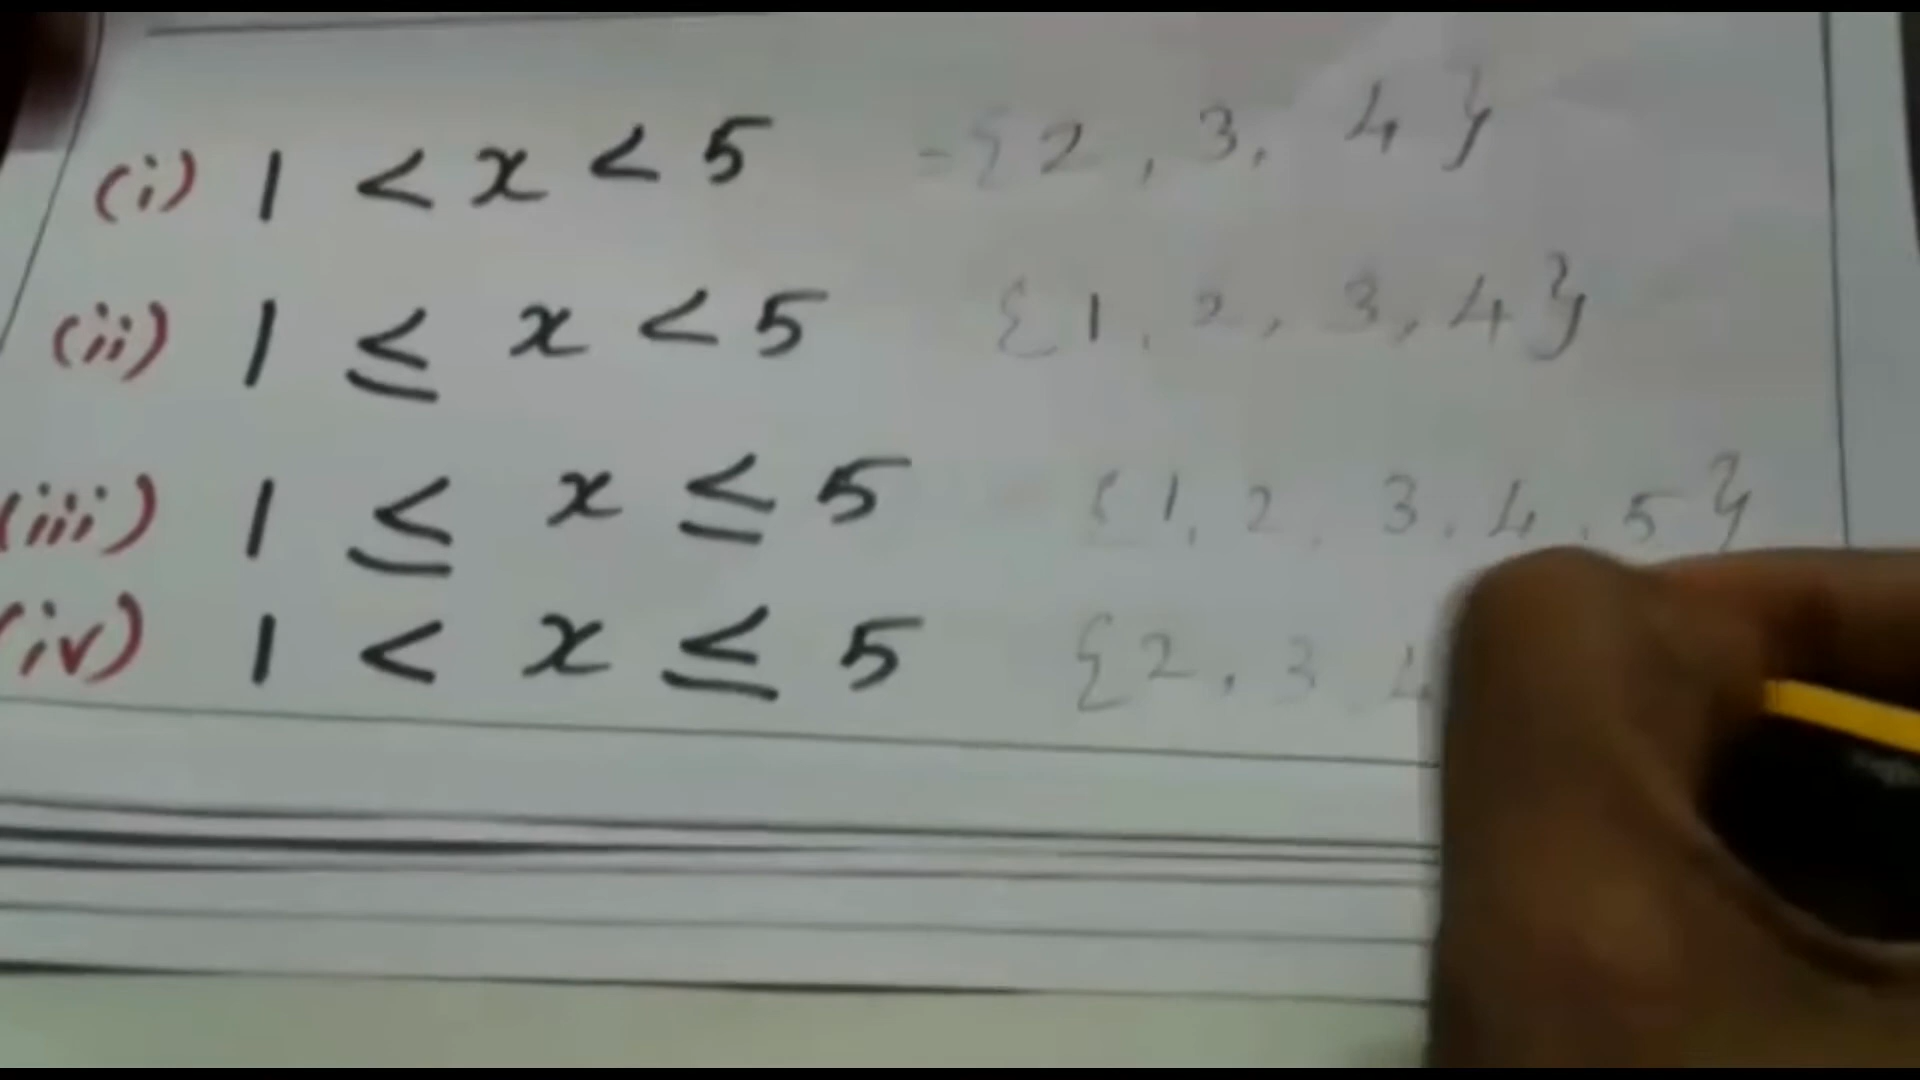 (i) 1 < x < 5 = {2, 3, 4}
(ii) 1 ≤ x < 5 {1, 2, 3, 4}
(iii) 1 ≤ x ≤ 5 {1, 2, 3, 4, 5}
(iv) 1 < x ≤ 5 {2, 3 4